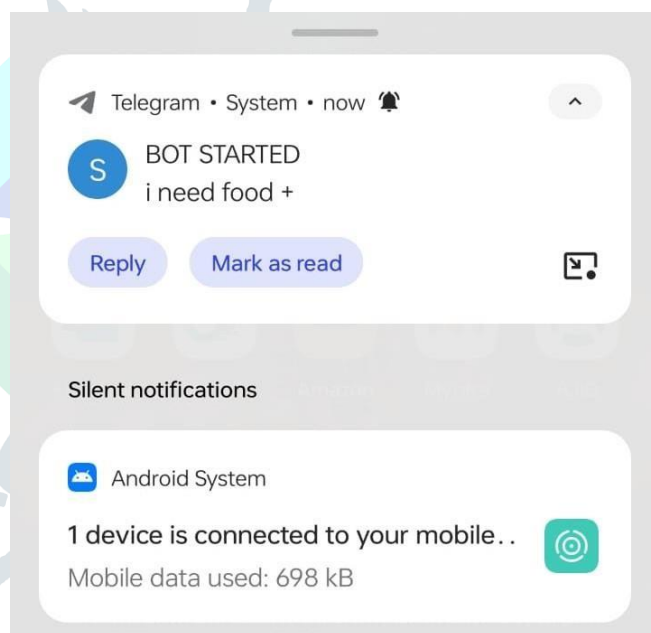 Telegram • System • now
S
BOT STARTED
i need food +
Reply
Mark as read
Silent notifications
Android System
1 device is connected to your mobile..
Mobile data used: 698 kB